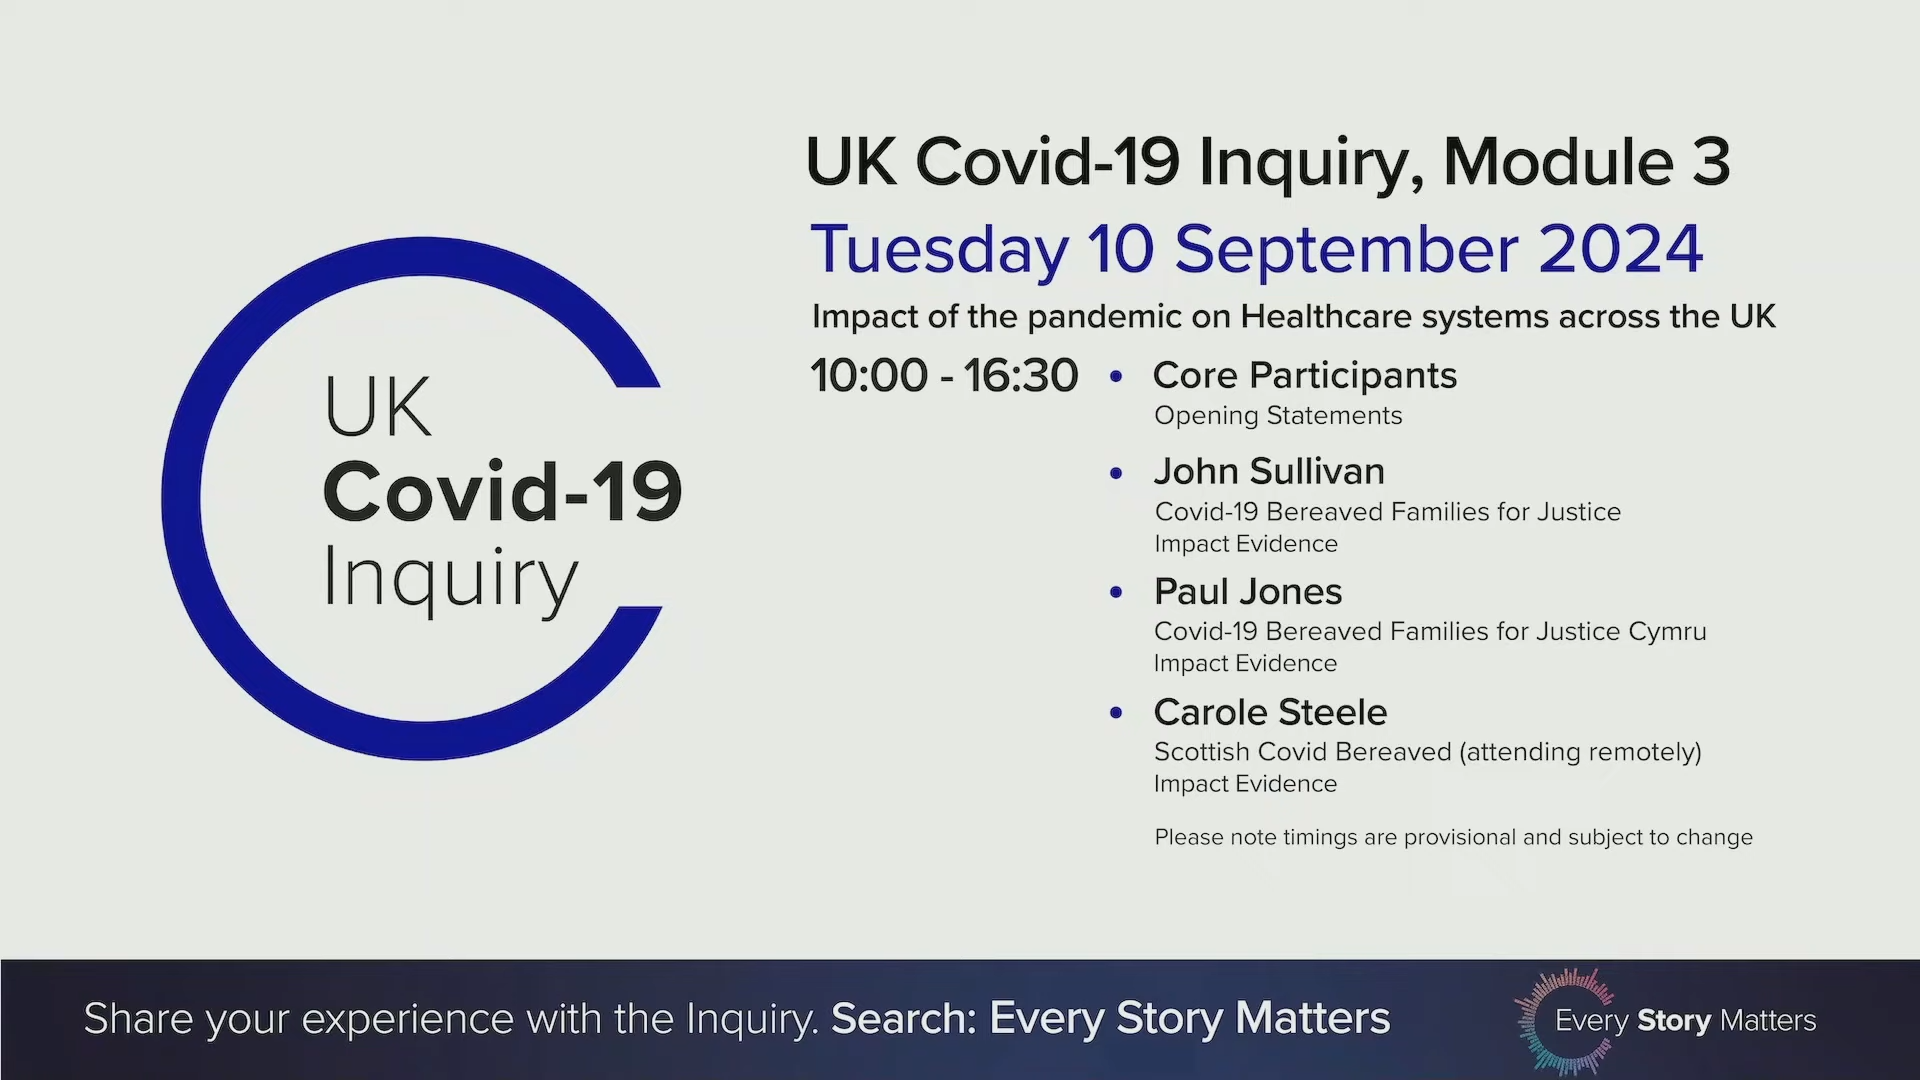 UK
Covid-19
Inquiry
UK Covid-19 Inquiry, Module 3
Tuesday 10 September 2024
Impact of the pandemic on Healthcare systems across the UK
10:00 - 16:30
• Core Participants
Opening Statements
• John Sullivan
Covid-19 Bereaved Families for Justice
Impact Evidence
• Paul Jones
Covid-19 Bereaved Families for Justice Cymru
Impact Evidence
• Carole Steele
Scottish Covid Bereaved (attending remotely)
Impact Evidence
Please note timings are provisional and subject to change
Share your experience with the Inquiry. Search: Every Story Matters
Every Story Matters